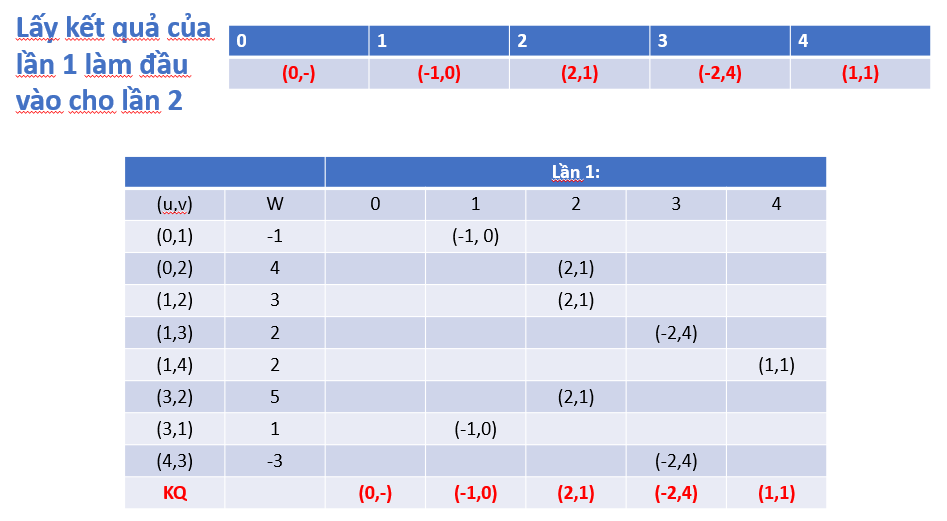 Lấy kết quả của
lần 1 làm đầu
vào cho lần 2
0 1 2 3 4
(0,-) (-1,0) (2,1) (-2,4) (1,1)
Lần 1:
(u,v) W 0 1 2 3 4
(0,1) -1 (-1, 0)
(0,2) 4 (2,1)
(1,2) 3 (2,1)
(1,3) 2 (-2,4)
(1,4) 2 (1,1)
(3,2) 5 (2,1)
(3,1) 1 (-1,0)
(4,3) -3 (-2,4)
KQ (0,-) (-1,0) (2,1) (-2,4) (1,1)